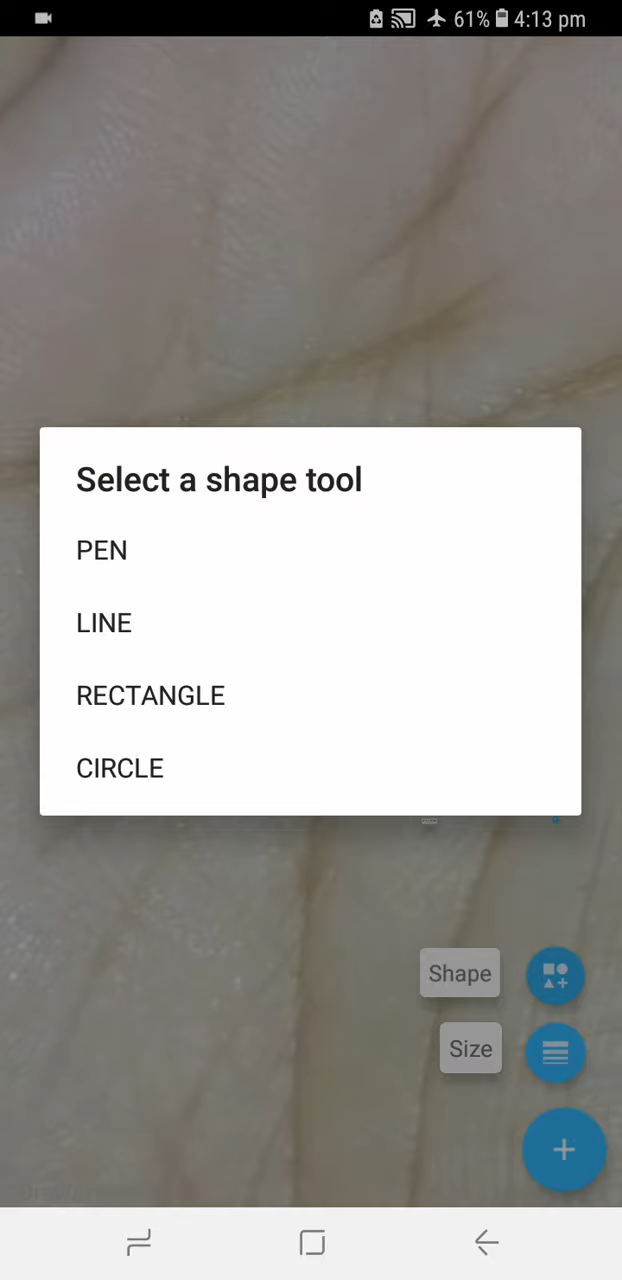 61% 4:13 pm
Select a shape tool
PEN
LINE
RECTANGLE
CIRCLE
Shape
Size